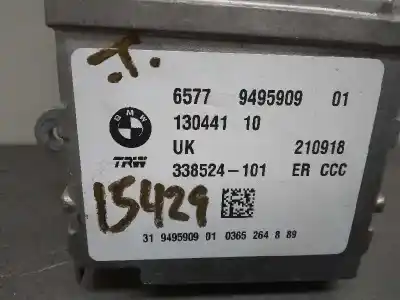 .T.
6577 9495909 01
BMW
130441 10
UK 210918
TRW 338524-101 ER CCC
15429
31 9495909 01 0365 264 8 89